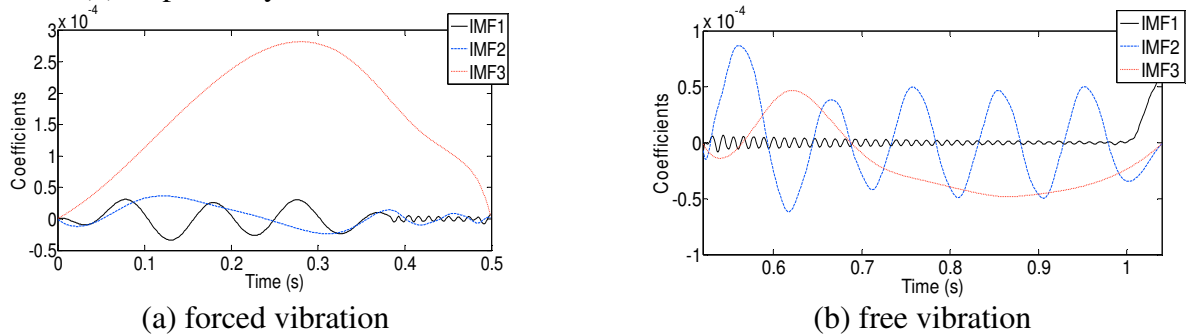 x 10⁻⁴
3
2.5
2
1.5
1
0.5
0
-0.5
Coefficients
0 0.1 0.2 0.3 0.4 0.5
Time (s)
IMF1
IMF2
IMF3
(a) forced vibration
x 10⁻⁴
1
0.5
0
-0.5
-1
Coefficients
0.6 0.7 0.8 0.9 1
Time (s)
IMF1
IMF2
IMF3
(b) free vibration